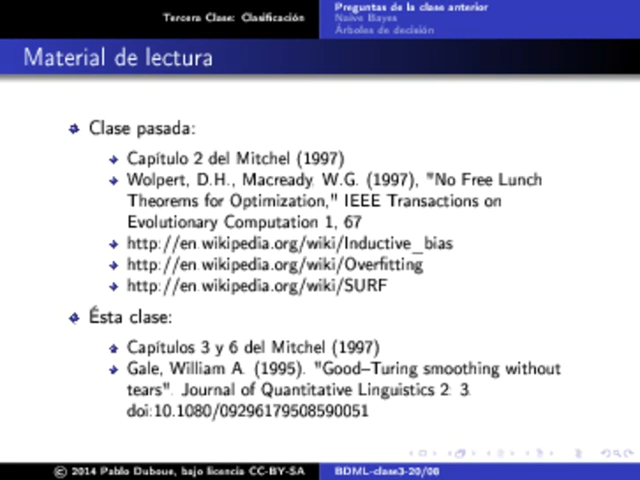 Tercera Clase: Clasificación
Preguntas de la clase anterior
Naive Bayes
Árboles de decisión
Material de lectura
Clase pasada:
Capítulo 2 del Mitchel (1997)
Wolpert, D.H., Macready, W.G. (1997), "No Free Lunch
Theorems for Optimization," IEEE Transactions on
Evolutionary Computation 1, 67
http://en.wikipedia.org/wiki/Inductive_bias
http://en.wikipedia.org/wiki/Overfitting
http://en.wikipedia.org/wiki/SURF
Ésta clase:
Capítulos 3 y 6 del Mitchel (1997)
Gale, William A. (1995). "Good–Turing smoothing without
tears". Journal of Quantitative Linguistics 2: 3.
doi:10.1080/09296179508590051
© 2014 Pablo Duboue, bajo licencia CC-BY-SA
BDML-clase3-20/08